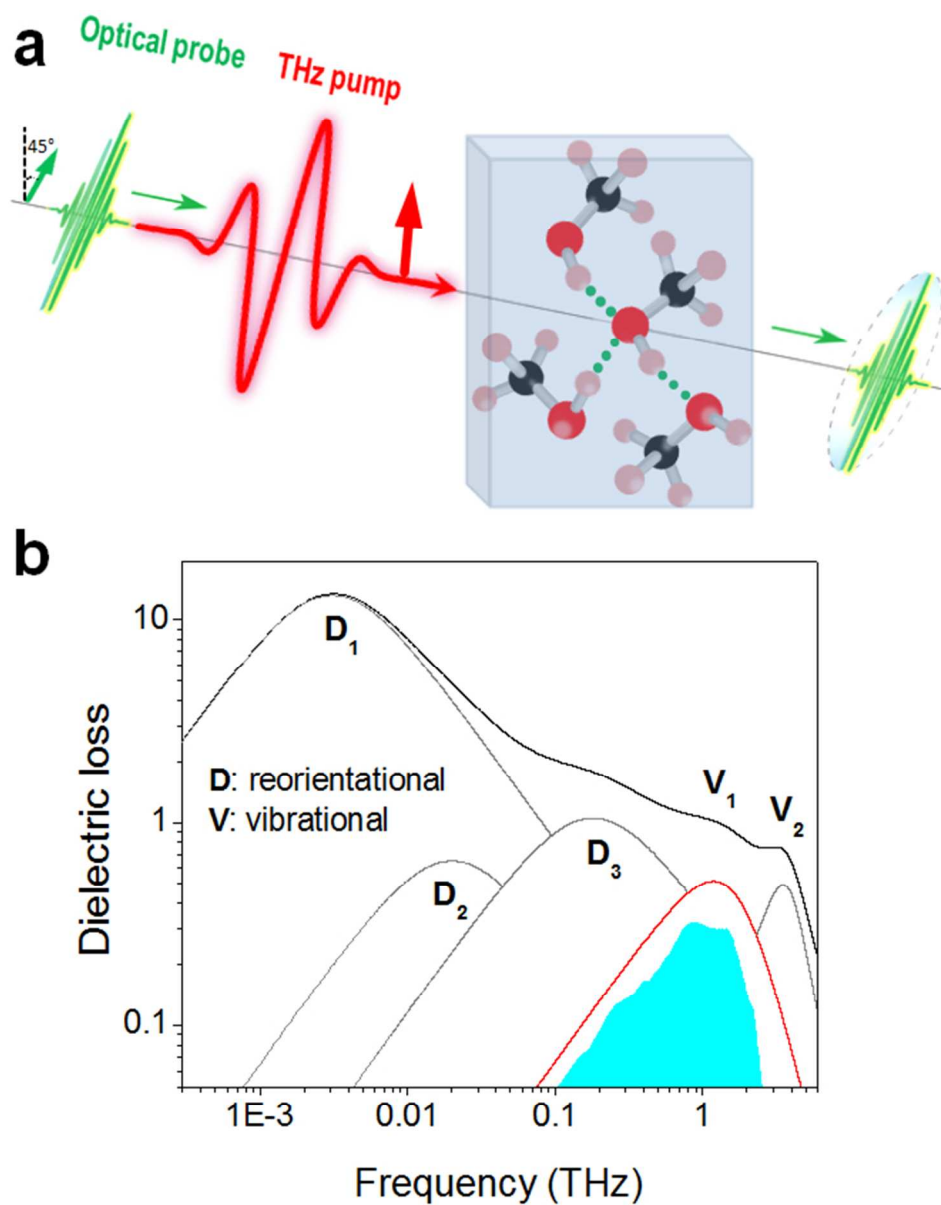 a
Optical probe
THz pump
45°
b
10
1
0.1
Dielectric loss
D₁
D: reorientational
V: vibrational
V₁
V₂
D₂
D₃
1E-3
0.01
0.1
1
Frequency (THz)